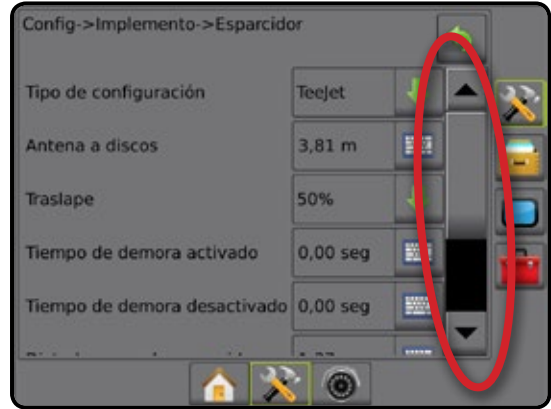 Config->Implemento->Esparcidor
Tipo de configuración TeeJet
Antena a discos 3,81 m
Traslape 50%
Tiempo de demora activado 0,00 seg
Tiempo de demora desactivado 0,00 seg